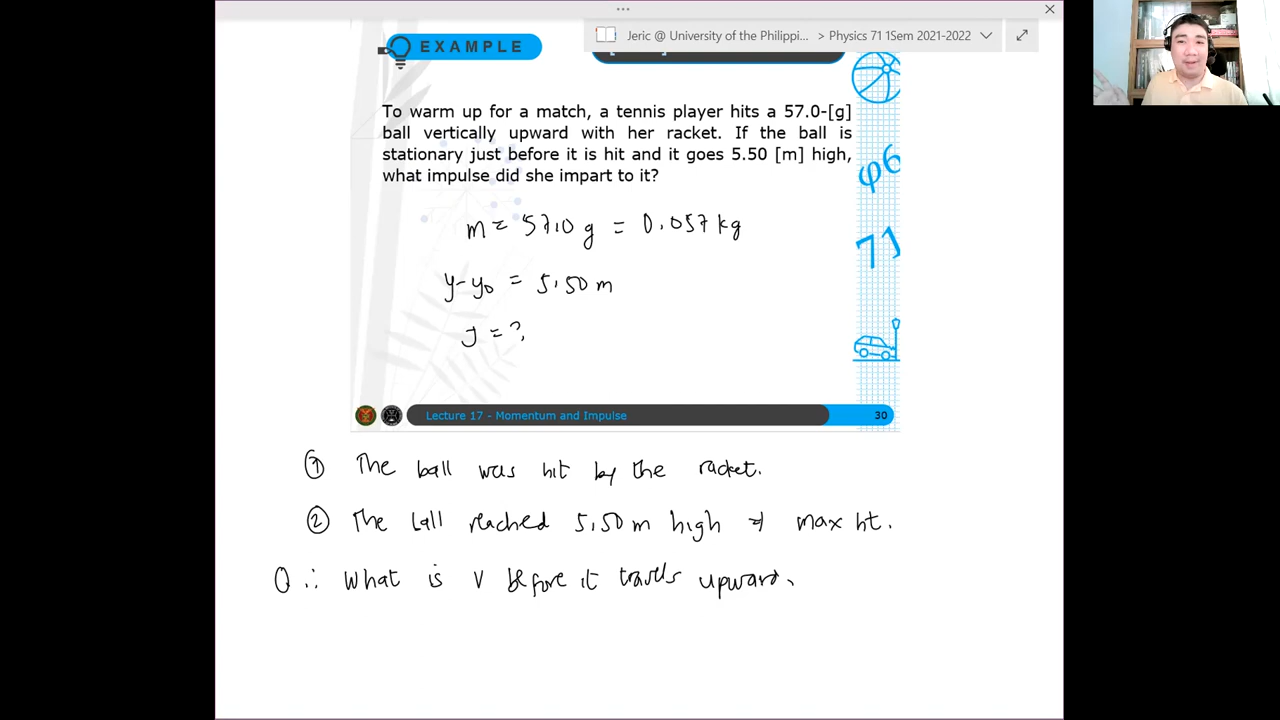 Jeric @ University of the Philippi... > Physics 71 1Sem 2021-2022
EXAMPLE
To warm up for a match, a tennis player hits a 57.0-[g]
ball vertically upward with her racket. If the ball is
stationary just before it is hit and it goes 5.50 [m] high,
what impulse did she impart to it?
m = 57.0 g = 0.057 kg
y-y₀ = 5.50 m
J = ?
Lecture 17 - Momentum and Impulse 30
① The ball was hit by the racket.
② The ball reached 5.50 m high ⇒ max ht.
Q: What is v before it travels upward.
φ6
71